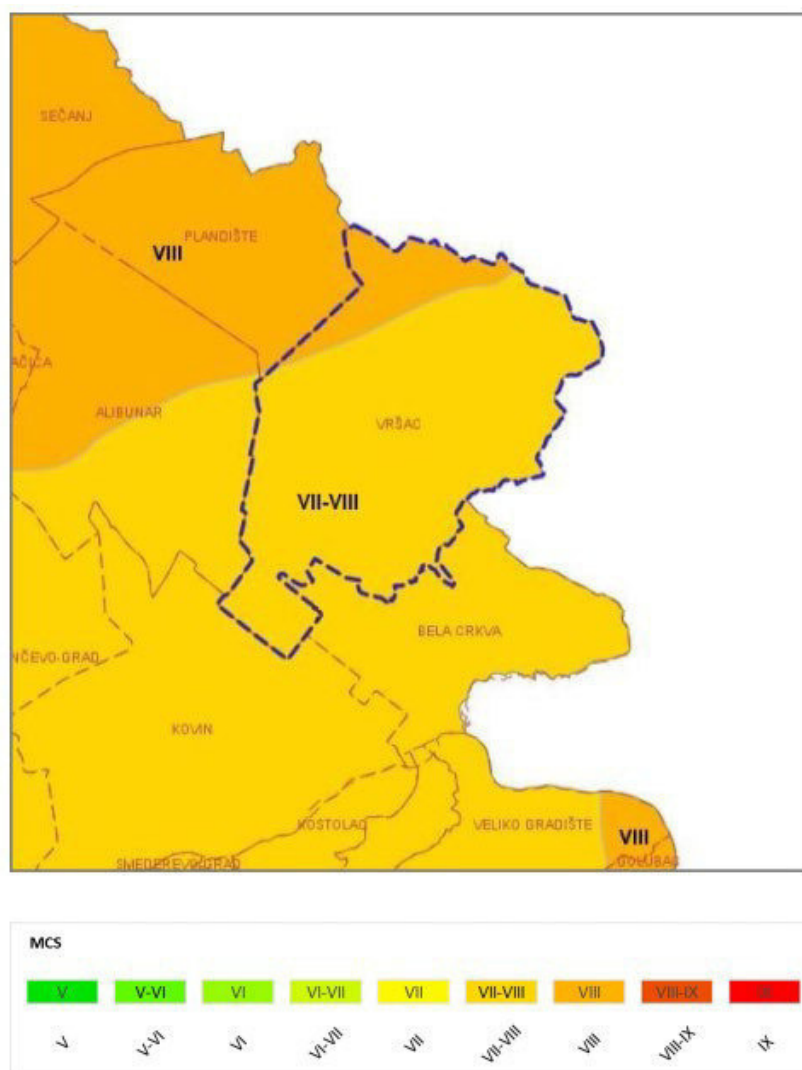 SEČANJ
PLANDIŠTE
VIII
AČICA
ALIBUNAR
VRŠAC
VII-VIII
BELA CRKVA
NČEVO-GRAD
KOVIN
KOSTOLAC
VELIKO GRADIŠTE
VIII
SMEDEREVO-GRAD
GOLUBAC
MCS
V V-VI VI VI-VII VII VII-VIII VIII VIII-IX IX
V V-VI VI VI-VII VII VII-VIII VIII VIII-IX IX